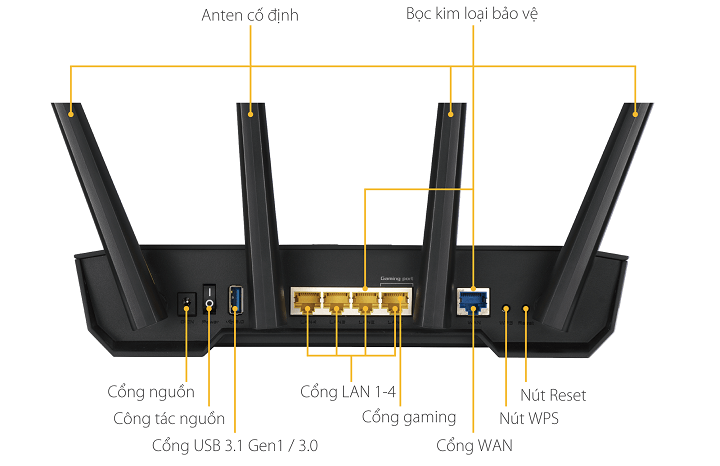 Anten cố định
Bọc kim loại bảo vệ
Gaming port
Cổng nguồn
Công tác nguồn
Cổng USB 3.1 Gen1 / 3.0
Cổng LAN 1-4
Cổng gaming
Cổng WAN
Nút WPS
Nút Reset